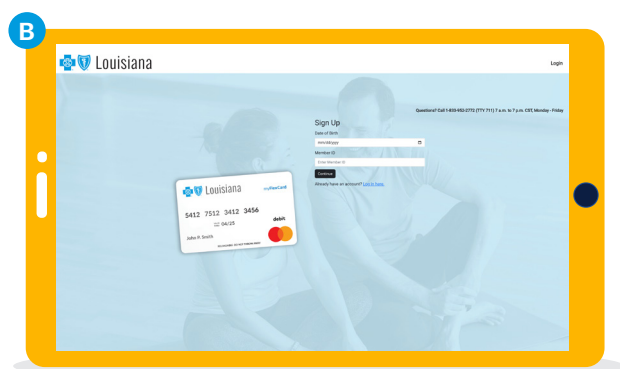 B
Louisiana
Login
Questions? Call 1-855-952-2772 (TTY 711) 7 a.m. to 7 p.m. CST, Monday - Friday
Sign Up
Date of Birth
mm/dd/yyyy
Member ID
Enter Member ID
Continue
Already have an account? Log in here.
Louisiana
myFlexCard
5412 7512 3412 3456
04/25
debit
John P. Smith